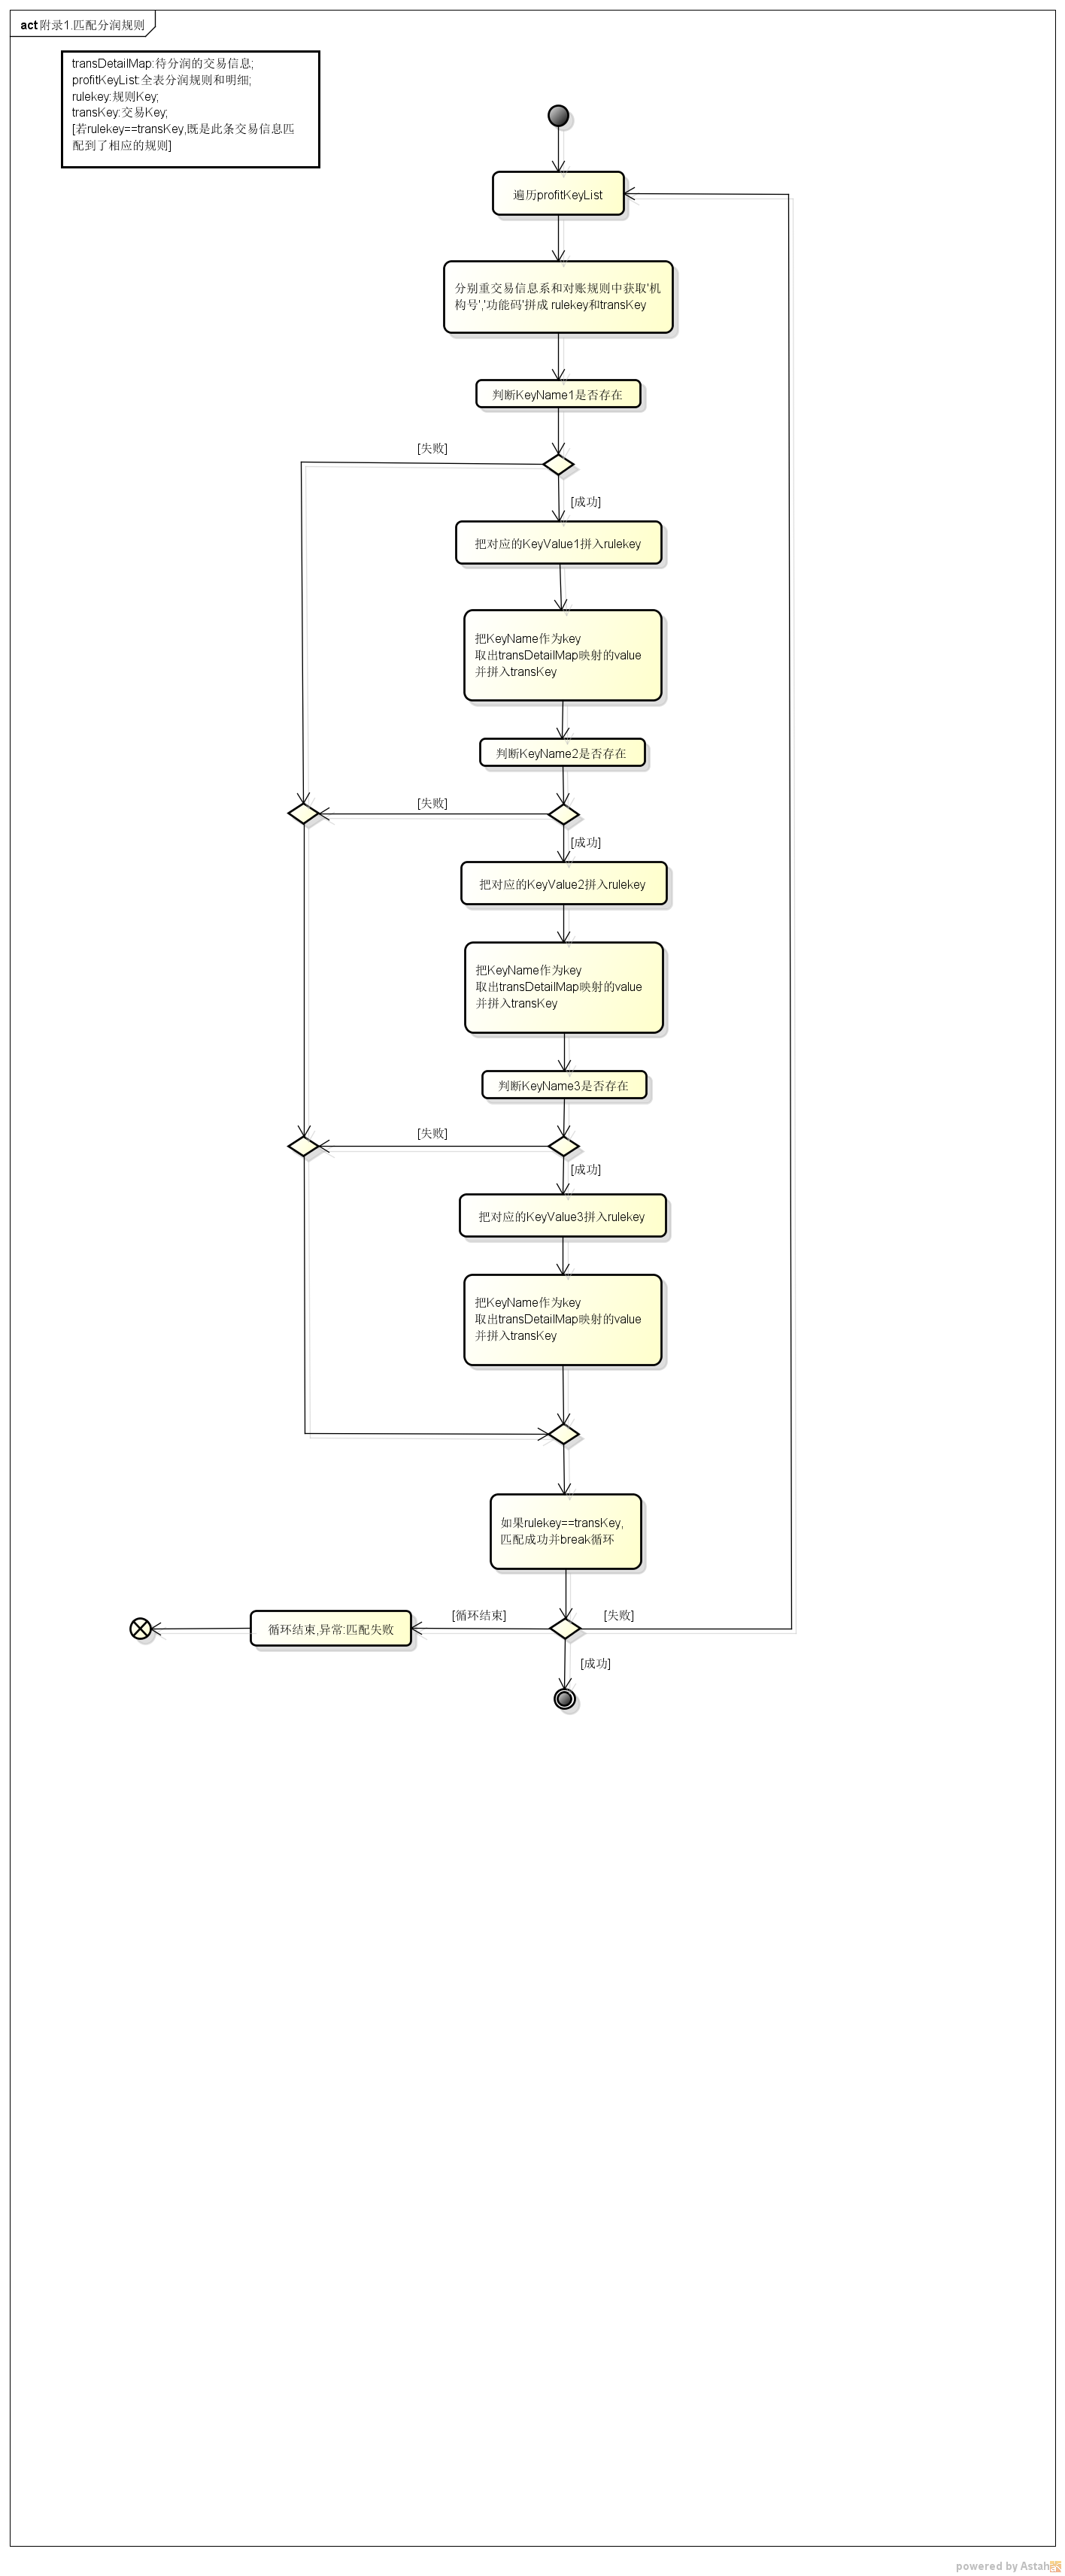 act 附录1.匹配分润规则
transDetailMap:待分润的交易信息;
profitKeyList:全表分润规则和明细;
rulekey:规则Key;
transKey:交易Key;
[若rulekey==transKey,既是此条交易信息匹
配到了相应的规则]
遍历profitKeyList
分别重交易信息系和对账规则中获取'机
构号','功能码'拼成 rulekey和transKey
判断KeyName1是否存在
[失败]
[成功]
把对应的KeyValue1拼入rulekey
把KeyName作为key
取出transDetailMap映射的value
并拼入transKey
判断KeyName2是否存在
[失败]
[成功]
把对应的KeyValue2拼入rulekey
把KeyName作为key
取出transDetailMap映射的value
并拼入transKey
判断KeyName3是否存在
[失败]
[成功]
把对应的KeyValue3拼入rulekey
把KeyName作为key
取出transDetailMap映射的value
并拼入transKey
如果rulekey==transKey,
匹配成功并break循环
[循环结束]
[失败]
循环结束,异常:匹配失败
[成功]
powered by Astah